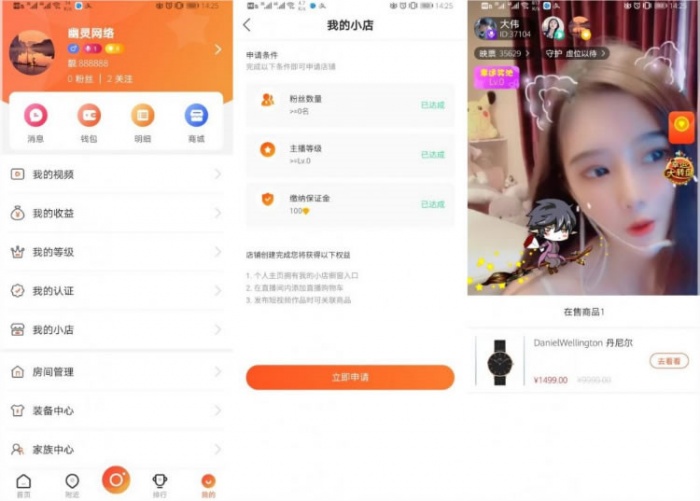 14:25
幽灵网络
靓:888888
0 粉丝 | 2 关注
消息
钱包
明细
商城
我的视频
我的收益
我的等级
我的认证
我的小店
房间管理
装备中心
家族中心
首页
附近
排行
我的
14:25
我的小店
申请条件
完成以下条件即可申请店铺
粉丝数量
>=0名
已达成
主播等级
>=Lv.0
已达成
缴纳保证金
100
已达成
店铺创建完成您将获得以下权益
1. 个人主页拥有我的小店橱窗入口
2. 在直播间内添加直播购物车
3. 发布短视频作品时可关联商品
立即申请
14:25
大伟
ID:37104
映票 35629 >
守护 虚位以待 >
Lv.0
幸运
大转盘
在售商品1
DanielWellington 丹尼尔
¥1499.00
¥9999.00
去看看